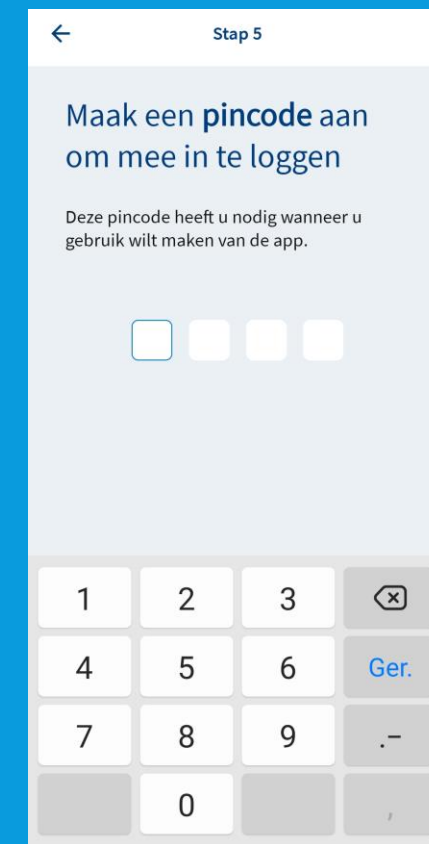 Stap 5
Maak een pincode aan
om mee in te loggen
Deze pincode heeft u nodig wanneer u
gebruik wilt maken van de app.
1 2 3
4 5 6 Ger.
7 8 9 .-
0 ,